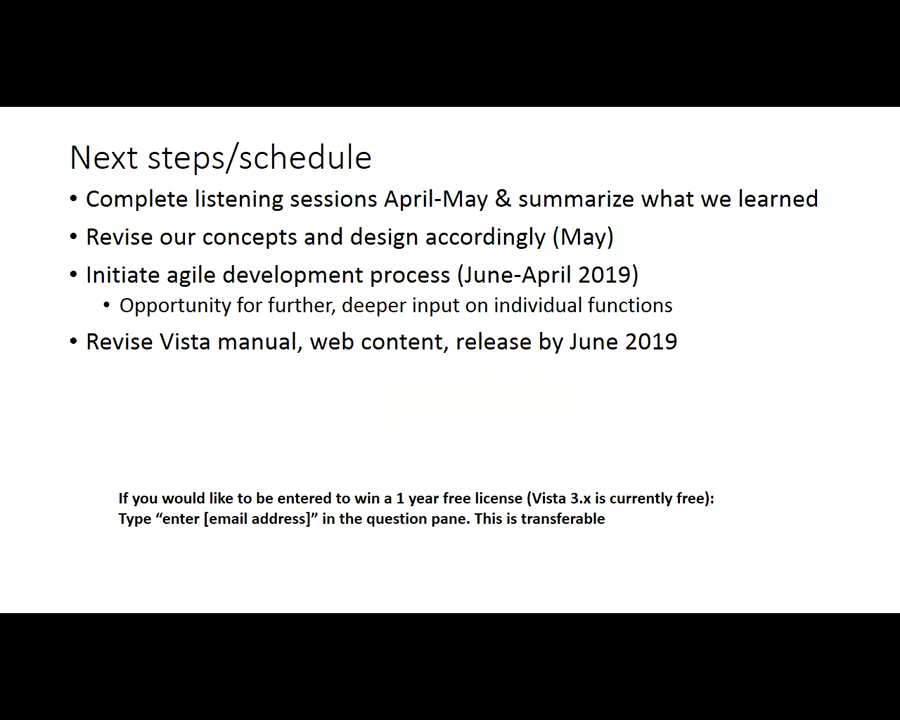 Next steps/schedule
• Complete listening sessions April-May & summarize what we learned
• Revise our concepts and design accordingly (May)
• Initiate agile development process (June-April 2019)
• Opportunity for further, deeper input on individual functions
• Revise Vista manual, web content, release by June 2019
If you would like to be entered to win a 1 year free license (Vista 3.x is currently free):
Type “enter [email address]” in the question pane. This is transferable